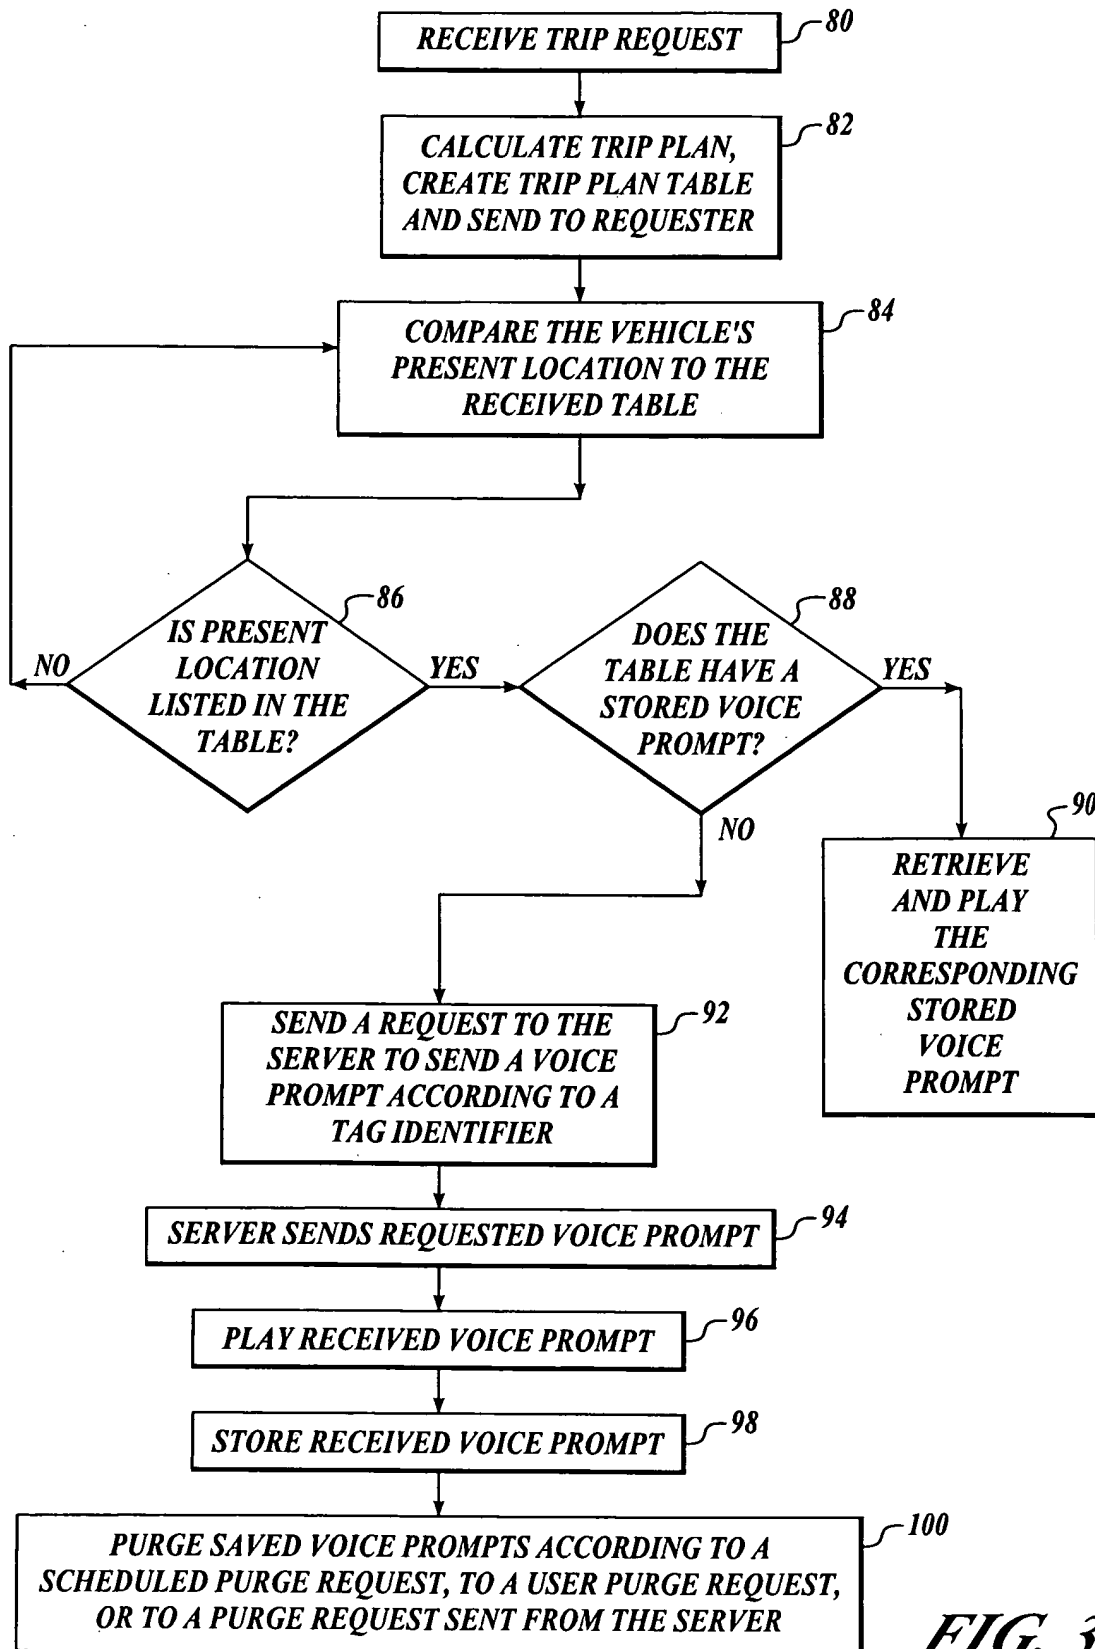 RECEIVE TRIP REQUEST
80
CALCULATE TRIP PLAN,
CREATE TRIP PLAN TABLE
AND SEND TO REQUESTER
82
COMPARE THE VEHICLE'S
PRESENT LOCATION TO THE
RECEIVED TABLE
84
IS PRESENT
LOCATION
LISTED IN THE
TABLE?
86
NO
YES
DOES THE
TABLE HAVE A
STORED VOICE
PROMPT?
88
YES
NO
RETRIEVE
AND PLAY
THE
CORRESPONDING
STORED
VOICE
PROMPT
90
SEND A REQUEST TO THE
SERVER TO SEND A VOICE
PROMPT ACCORDING TO A
TAG IDENTIFIER
92
SERVER SENDS REQUESTED VOICE PROMPT
94
PLAY RECEIVED VOICE PROMPT
96
STORE RECEIVED VOICE PROMPT
98
PURGE SAVED VOICE PROMPTS ACCORDING TO A
SCHEDULED PURGE REQUEST, TO A USER PURGE REQUEST,
OR TO A PURGE REQUEST SENT FROM THE SERVER
100
FIG. 3